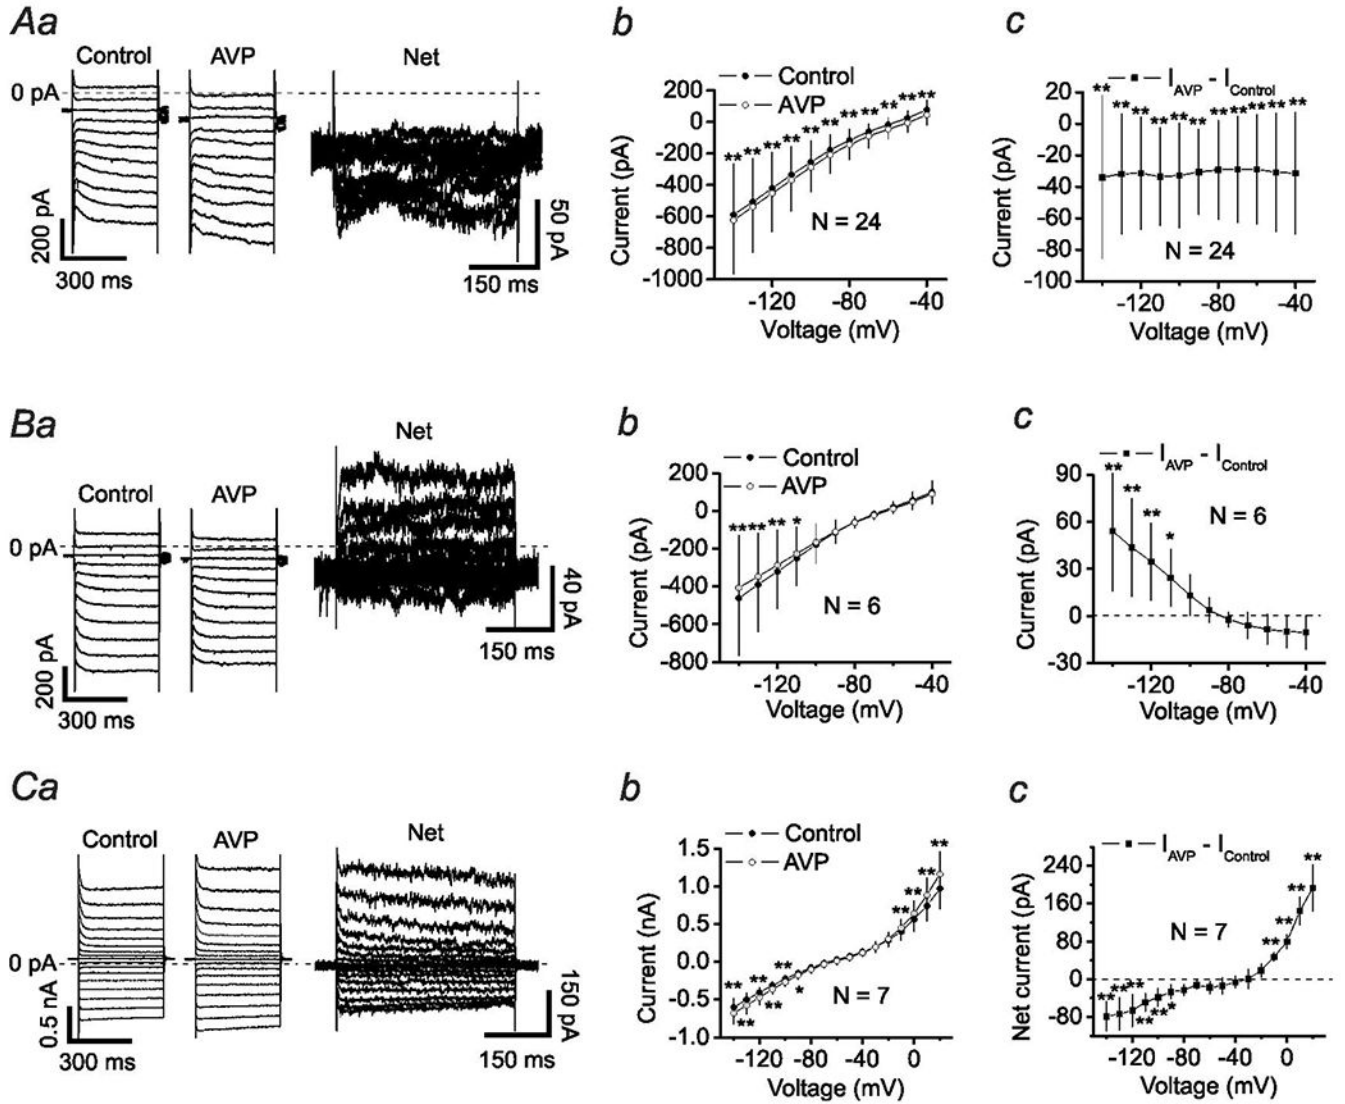 Aa
Control
AVP
Net
0 pA
200 pA
300 ms
50 pA
150 ms
b
Control
AVP
200
0
-200
-400
-600
-800
-1000
Current (pA)
** ** ** ** ** ** ** ** ** ** **
N = 24
-120 -80 -40
Voltage (mV)
c
I AVP - I Control
20
0
-20
-40
-60
-80
-100
Current (pA)
** ** ** ** ** ** ** ** ** ** **
N = 24
-120 -80 -40
Voltage (mV)
Ba
Control
AVP
Net
0 pA
200 pA
300 ms
40 pA
150 ms
b
Control
AVP
200
0
-200
-400
-600
-800
Current (pA)
** ** ** *
N = 6
-120 -80 -40
Voltage (mV)
c
I AVP - I Control
90
60
30
0
-30
Current (pA)
** ** ** *
N = 6
-120 -80 -40
Voltage (mV)
Ca
Control
AVP
Net
0 pA
0.5 nA
300 ms
150 pA
150 ms
b
Control
AVP
1.5
1.0
0.5
0.0
-0.5
-1.0
Current (nA)
** ** ** ** ** * ** ** ** **
N = 7
-120 -80 -40 0
Voltage (mV)
c
I AVP - I Control
240
160
80
0
-80
Net current (pA)
** ** ** ** ** * ** ** ** **
N = 7
-120 -80 -40 0
Voltage (mV)